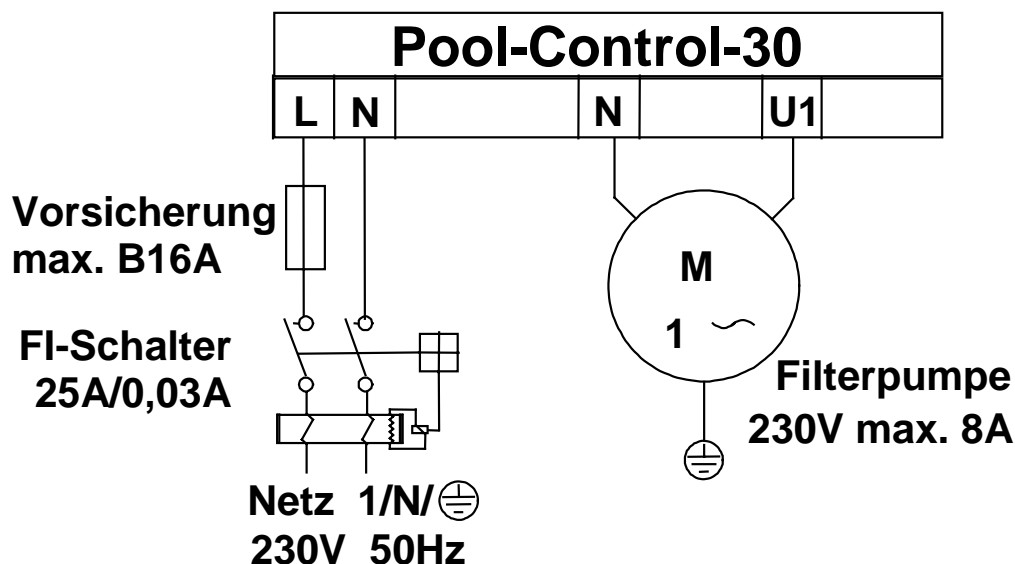 Pool-Control-30
L N N U1
Vorsicherung
max. B16A
M
1
FI-Schalter
25A/0,03A
Filterpumpe
230V max. 8A
Netz 1/N/
230V 50Hz